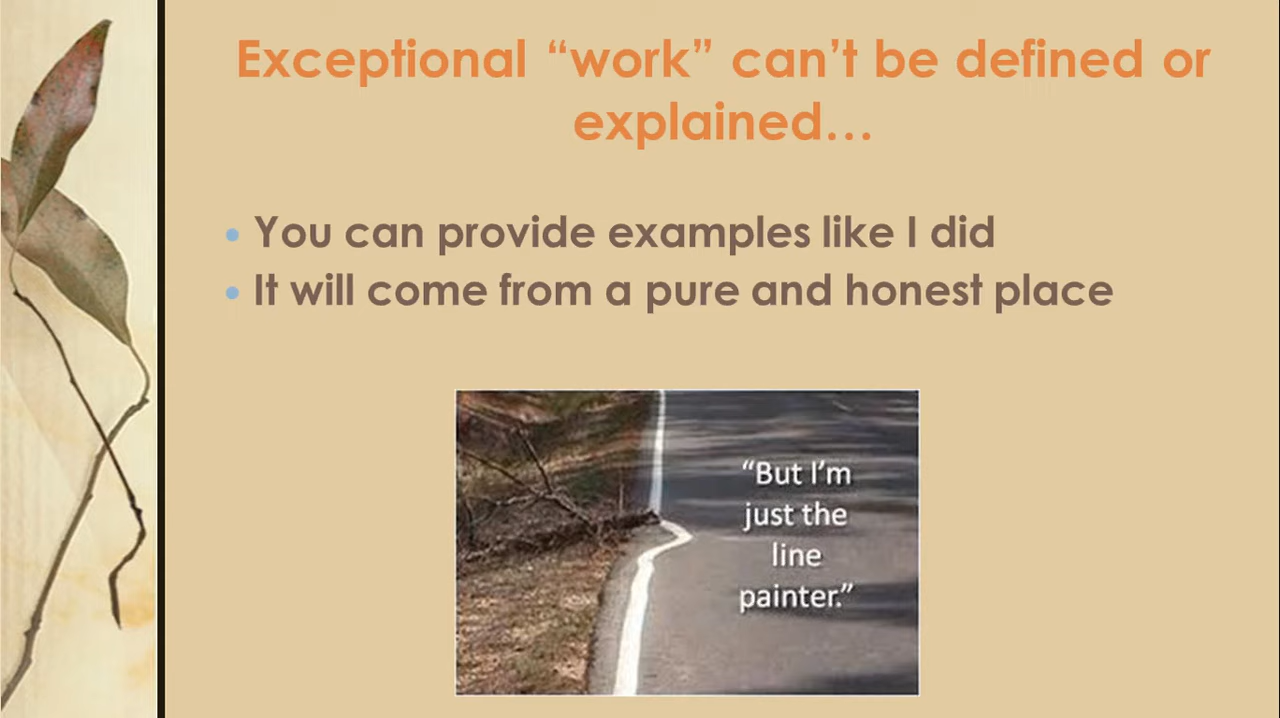 Exceptional “work” can’t be defined or
explained…
You can provide examples like I did
It will come from a pure and honest place
“But I’m
just the
line
painter.”